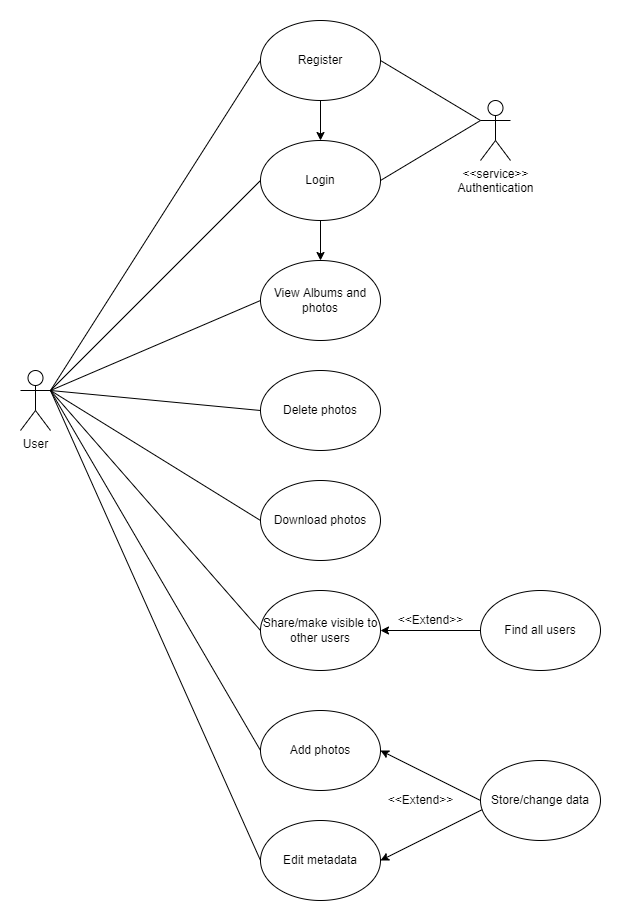 Register
<<service>>
Authentication
Login
View Albums and
photos
User
Delete photos
Download photos
Share/make visible to
other users
<<Extend>>
Find all users
Add photos
<<Extend>>
Store/change data
Edit metadata